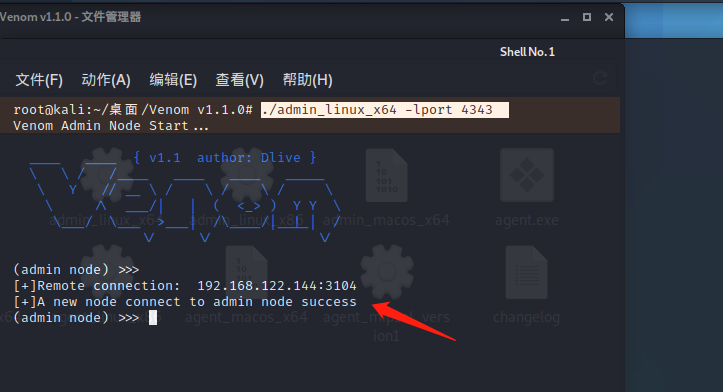 Venom v1.1.0 - 文件管理器
Shell No. 1
文件(F) 动作(A) 编辑(E) 查看(V) 帮助(H)
root@kali:~/桌面/Venom v1.1.0# ./admin_linux_x64 -lport 4343
Venom Admin Node Start...
{ v1.1 author: Dlive }
admin_linux_x64 admin_linux_x86 admin_macos_x64 agent.exe
(admin node) >>>
[+]Remote connection: 192.168.122.144:3104
[+]A new node connect to admin node success
(admin node) >>>
agent_macos_x64
changelog